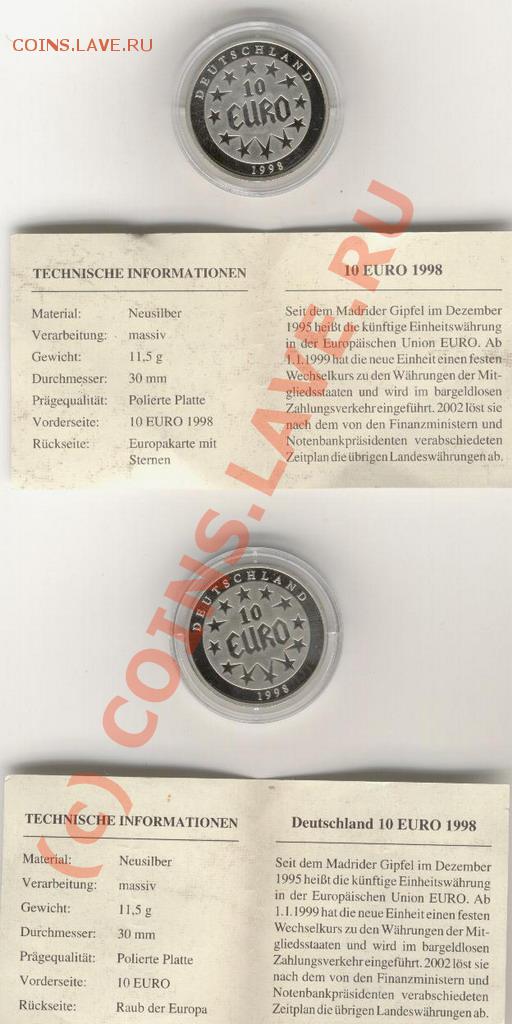 COINS.LAVE.RU
DEUTSCHLAND
10
EURO
1998
TECHNISCHE INFORMATIONEN
Material: Neusilber
Verarbeitung: massiv
Gewicht: 11,5 g
Durchmesser: 30 mm
Prägequalität: Polierte Platte
Vorderseite: 10 EURO 1998
Rückseite: Europakarte mit
Sternen
10 EURO 1998
Seit dem Madrider Gipfel im Dezember
1995 heißt die künftige Einheitswährung
in der Europäischen Union EURO. Ab
1.1.1999 hat die neue Einheit einen festen
Wechselkurs zu den Währungen der Mit-
gliedsstaaten und wird im bargeldlosen
Zahlungsverkehr eingeführt. 2002 löst sie
nach dem von den Finanzministern und
Notenbankpräsidenten verabschiedeten
Zeitplan die übrigen Landeswährungen ab.
DEUTSCHLAND
10
EURO
1998
TECHNISCHE INFORMATIONEN
Material: Neusilber
Verarbeitung: massiv
Gewicht: 11,5 g
Durchmesser: 30 mm
Prägequalität: Polierte Platte
Vorderseite: 10 EURO
Rückseite: Raub der Europa
Deutschland 10 EURO 1998
Seit dem Madrider Gipfel im Dezember
1995 heißt die künftige Einheitswährung
in der Europäischen Union EURO. Ab
1.1.1999 hat die neue Einheit einen festen
Wechselkurs zu den Währungen der Mit-
gliedsstaaten und wird im bargeldlosen
Zahlungsverkehr eingeführt. 2002 löst sie
nach dem von den Finanzministern und
Notenbankpräsidenten verabschiedeten
Zeitplan die übrigen Landeswährungen ab.
(c) COINS.LAVE.RU